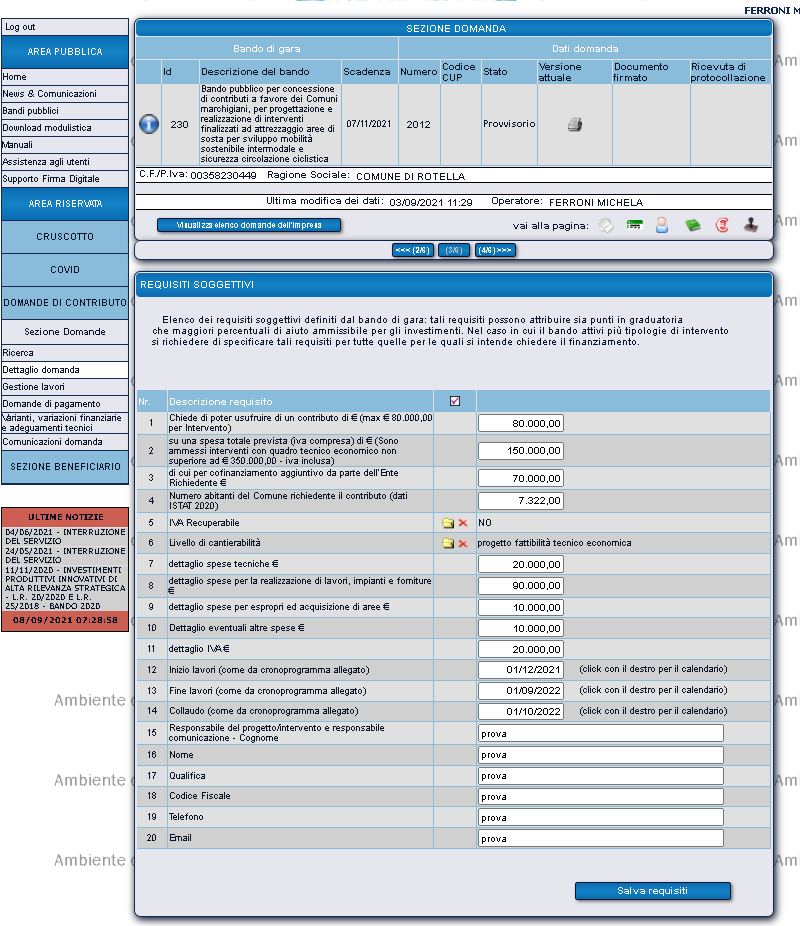 FERRONI M
Log out
AREA PUBBLICA
Home
News & Comunicazioni
Bandi pubblici
Download modulistica
Manuali
Assistenza agli utenti
Supporto Firma Digitale
AREA RISERVATA
CRUSCOTTO
COVID
DOMANDE DI CONTRIBUTO
Sezione Domande
Ricerca
Dettaglio domanda
Gestione lavori
Domande di pagamento
Varianti, variazioni finanziarie
e adeguamenti tecnici
Comunicazioni domanda
SEZIONE BENEFICIARIO
ULTIME NOTIZIE
04/06/2021 - INTERRUZIONE
DEL SERVIZIO
24/05/2021 - INTERRUZIONE
DEL SERVIZIO
11/11/2020 - INVESTIMENTI
PRODUTTIVI INNOVATIVI DI
ALTA RILEVANZA STRATEGICA
- L.R. 20/2020 E L.R.
25/2018 - BANDO 2020
08/09/2021 07:28:58
SEZIONE DOMANDA
Bando di gara Dati domanda
Id Descrizione del bando Scadenza Numero Codice CUP Stato Versione attuale Documento firmato Ricevuta di protocollazione
230 Bando pubblico per concessione
di contributi a favore dei Comuni
marchigiani, per progettazione e
realizzazione di interventi
finalizzati ad attrezzaggio aree di
sosta per sviluppo mobilità
sostenibile intermodale e
sicurezza circolazione ciclistica
07/11/2021 2012 Provvisorio
C.F./P.Iva: 00358230449 Ragione Sociale: COMUNE DI ROTELLA
Ultima modifica dei dati: 03/09/2021 11:29 Operatore: FERRONI MICHELA
Visualizza elenco domande dell'impresa vai alla pagina:
<<< (2/6) (3/6) (4/6) >>>
REQUISITI SOGGETTIVI
Elenco dei requisiti soggettivi definiti dal bando di gara: tali requisiti possono attribuire sia punti in graduatoria
che maggiori percentuali di aiuto ammissibile per gli investimenti. Nel caso in cui il bando attivi più tipologie di intervento
si richiedere di specificare tali requisiti per tutte quelle per le quali si intende chiedere il finanziamento.
Nr. Descrizione requisito
1 Chiede di poter usufruire di un contributo di € (max € 80.000,00
per Intervento) 80.000,00
2 su una spesa totale prevista (iva compresa) di € (Sono
ammessi interventi con quadro tecnico economico non
superiore ad € 350.000,00 - iva inclusa) 150.000,00
3 di cui per cofinanziamento aggiuntivo da parte dell'Ente
Richiedente € 70.000,00
4 Numero abitanti del Comune richiedente il contributo (dati
ISTAT 2020) 7.322,00
5 IVA Recuperabile NO
6 Livello di cantierabilità progetto fattibilità tecnico economica
7 dettaglio spese tecniche € 20.000,00
8 dettaglio spese per la realizzazione di lavori, impianti e forniture
€ 90.000,00
9 dettaglio spese per espropri ed acquisizione di aree € 10.000,00
10 Dettaglio eventuali altre spese € 10.000,00
11 dettaglio IVA € 20.000,00
12 Inizio lavori (come da cronoprogramma allegato) 01/12/2021 (click con il destro per il calendario)
13 Fine lavori (come da cronoprogramma allegato) 01/09/2022 (click con il destro per il calendario)
14 Collaudo (come da cronoprogramma allegato) 01/10/2022 (click con il destro per il calendario)
15 Responsabile del progetto/intervento e responsabile
comunicazione - Cognome prova
16 Nome prova
17 Qualifica prova
18 Codice Fiscale prova
19 Telefono prova
20 Email prova
Salva requisiti
Ambiente
Ambiente
Ambiente